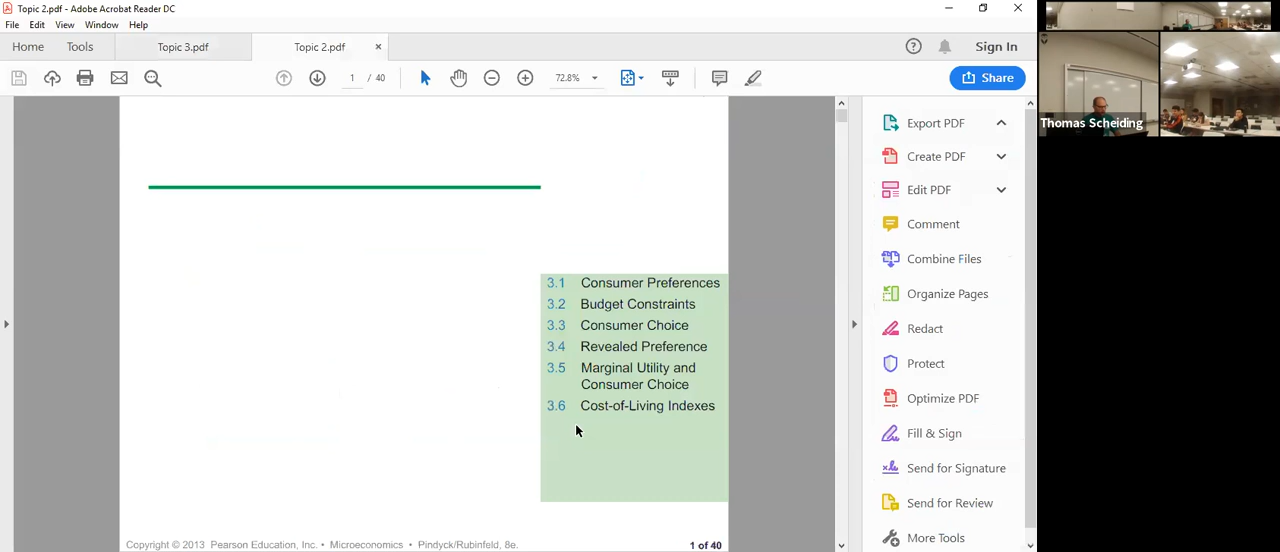 Topic 2.pdf - Adobe Acrobat Reader DC
File Edit View Window Help
Home Tools Topic 3.pdf Topic 2.pdf × Sign In
1 / 40 72.8% Share
3.1 Consumer Preferences
3.2 Budget Constraints
3.3 Consumer Choice
3.4 Revealed Preference
3.5 Marginal Utility and
Consumer Choice
3.6 Cost-of-Living Indexes
Copyright © 2013 Pearson Education, Inc. • Microeconomics • Pindyck/Rubinfeld, 8e. 1 of 40
Export PDF
Create PDF
Edit PDF
Comment
Combine Files
Organize Pages
Redact
Protect
Optimize PDF
Fill & Sign
Send for Signature
Send for Review
More Tools
Thomas Scheiding